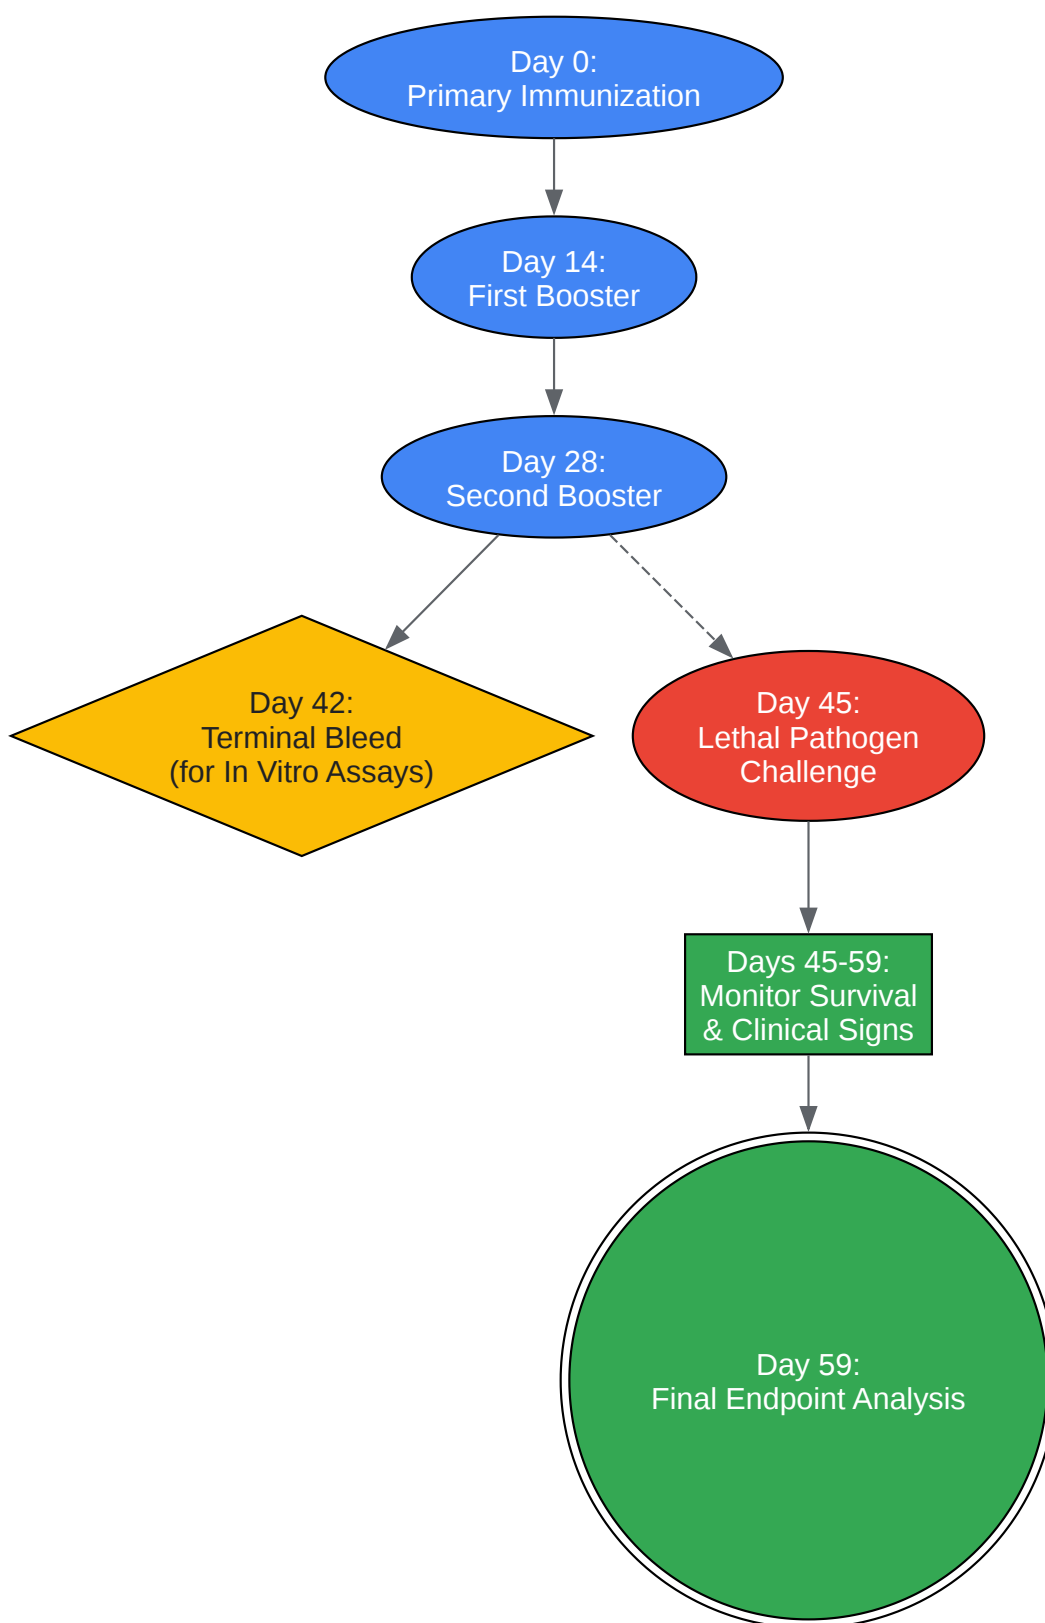 Day 0:
Primary Immunization
Day 14:
First Booster
Day 28:
Second Booster
Day 42:
Terminal Bleed
(for In Vitro Assays)
Day 45:
Lethal Pathogen
Challenge
Days 45-59:
Monitor Survival
& Clinical Signs
Day 59:
Final Endpoint Analysis